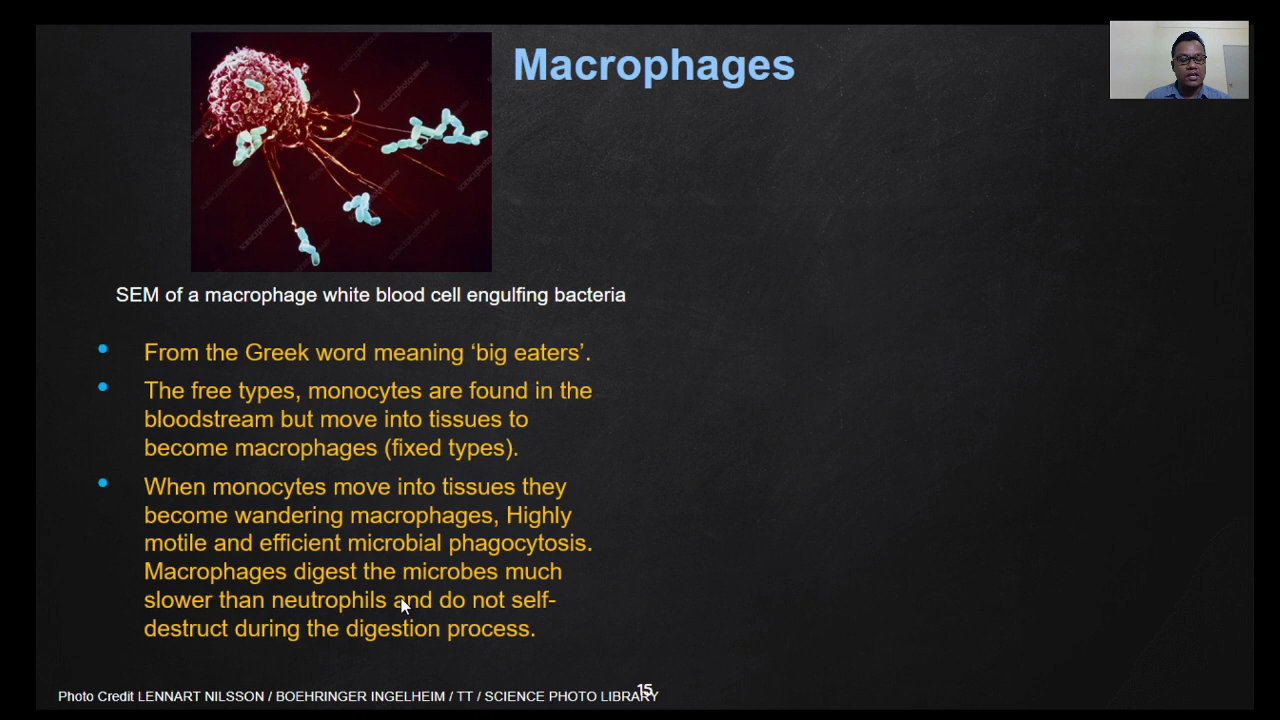 Macrophages
SEM of a macrophage white blood cell engulfing bacteria
From the Greek word meaning ‘big eaters’.
The free types, monocytes are found in the
bloodstream but move into tissues to
become macrophages (fixed types).
When monocytes move into tissues they
become wandering macrophages, Highly
motile and efficient microbial phagocytosis.
Macrophages digest the microbes much
slower than neutrophils and do not self-
destruct during the digestion process.
15
Photo Credit LENNART NILSSON / BOEHRINGER INGELHEIM / TT / SCIENCE PHOTO LIBRARY